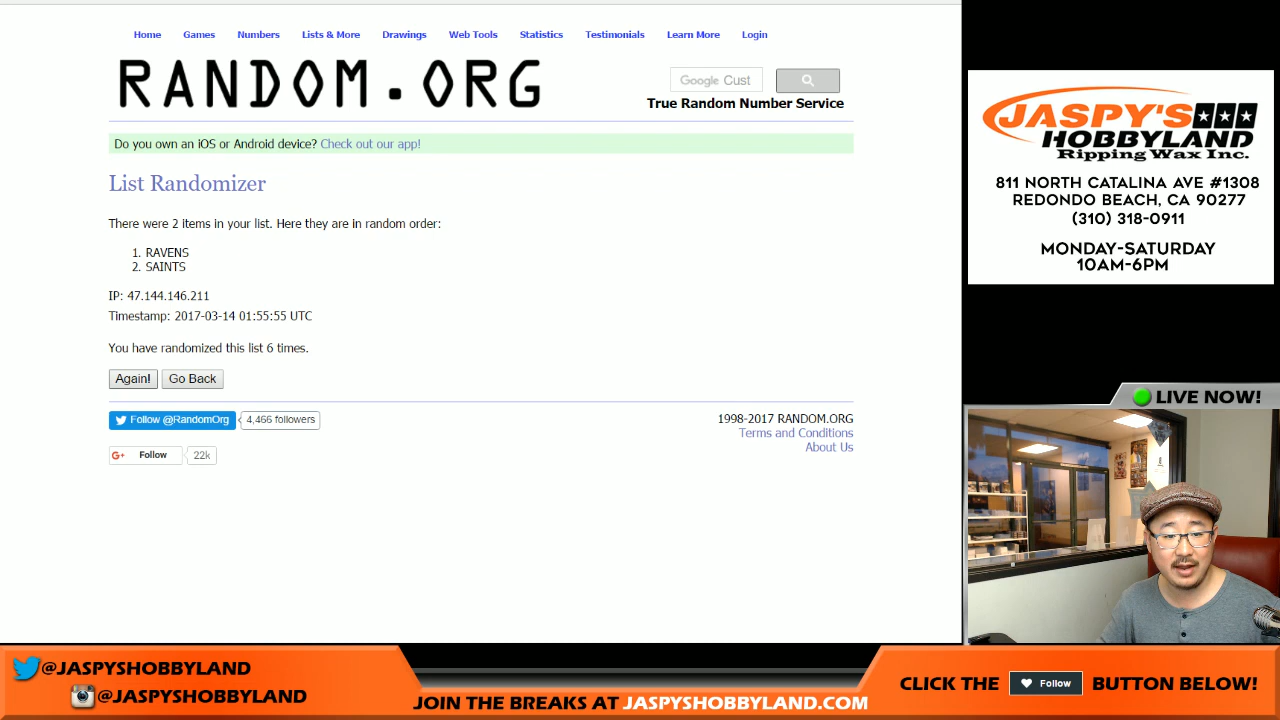 Home Games Numbers Lists & More Drawings Web Tools Statistics Testimonials Learn More Login
RANDOM.ORG
Google Cust
True Random Number Service
Do you own an iOS or Android device? Check out our app!
List Randomizer
There were 2 items in your list. Here they are in random order:
1. RAVENS
2. SAINTS
IP: 47.144.146.211
Timestamp: 2017-03-14 01:55:55 UTC
You have randomized this list 6 times.
Again! Go Back
Follow @RandomOrg 4,466 followers
G+ Follow 22k
1998-2017 RANDOM.ORG
Terms and Conditions
About Us
JASPY'S
HOBBYLAND
Ripping Wax Inc.
811 NORTH CATALINA AVE #1308
REDONDO BEACH, CA 90277
(310) 318-0911
MONDAY-SATURDAY
10AM-6PM
LIVE NOW!
@JASPYSHOBBYLAND
@JASPYSHOBBYLAND
JOIN THE BREAKS AT JASPYSHOBBYLAND.COM
CLICK THE Follow BUTTON BELOW!